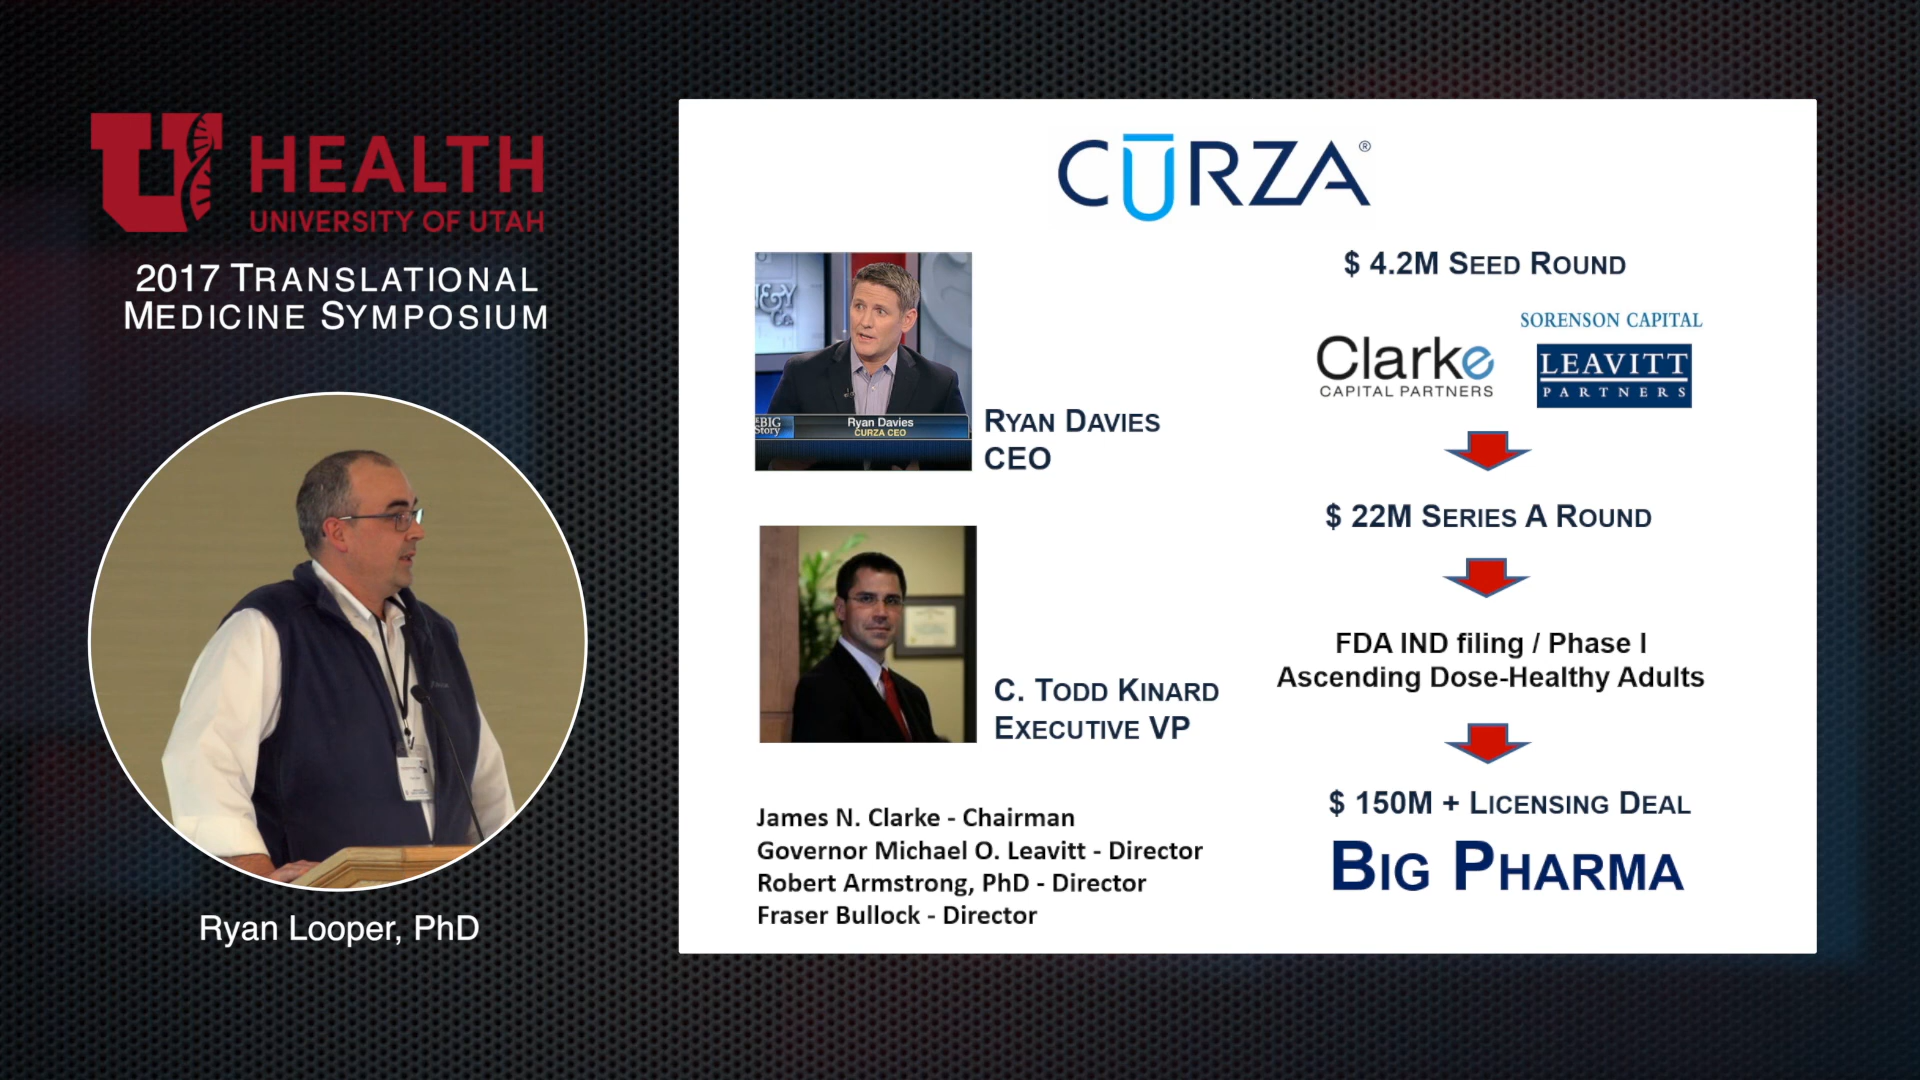 U HEALTH
UNIVERSITY OF UTAH
2017 TRANSLATIONAL
MEDICINE SYMPOSIUM
Ryan Looper, PhD
CŪRZA®
Ryan Davies
CURZA CEO
BIG
Story
RYAN DAVIES
CEO
C. TODD KINARD
EXECUTIVE VP
James N. Clarke - Chairman
Governor Michael O. Leavitt - Director
Robert Armstrong, PhD - Director
Fraser Bullock - Director
$ 4.2M SEED ROUND
SORENSON CAPITAL
Clarke
CAPITAL PARTNERS
LEAVITT
PARTNERS
$ 22M SERIES A ROUND
FDA IND filing / Phase I
Ascending Dose-Healthy Adults
$ 150M + LICENSING DEAL
BIG PHARMA